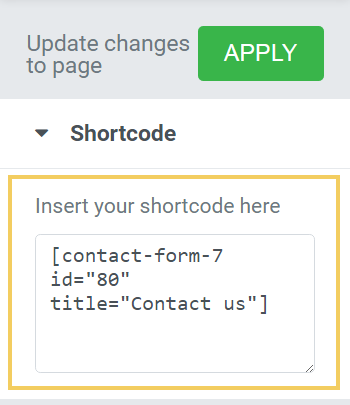 Update changes
to page
APPLY
Shortcode
Insert your shortcode here
[contact-form-7
id="80"
title="Contact us"]